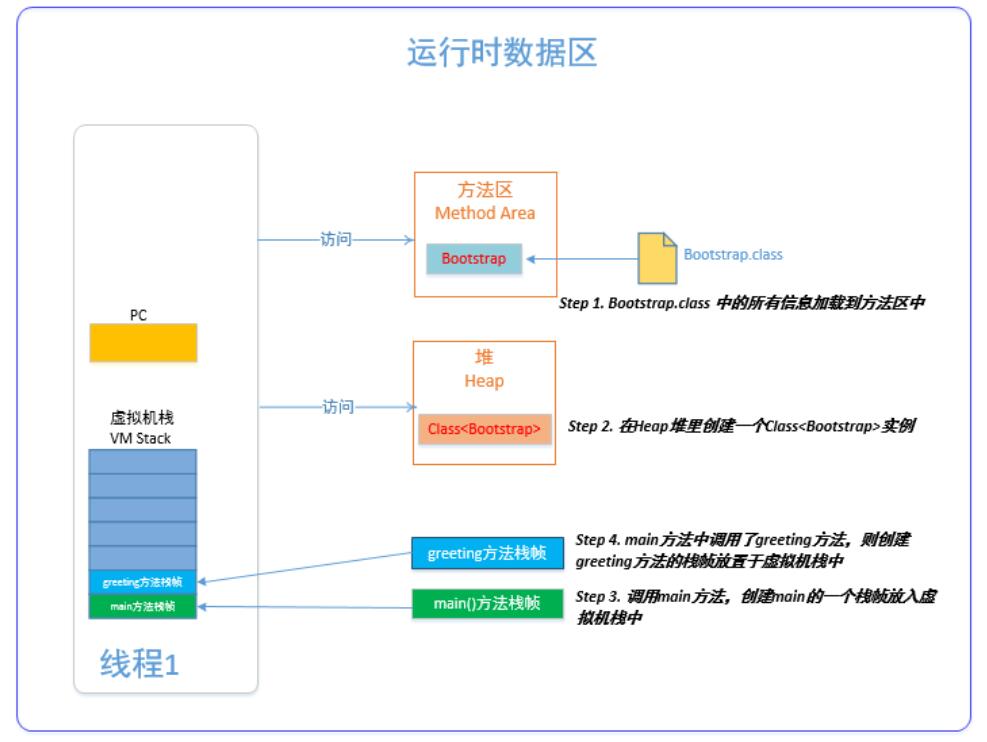 运行时数据区
方法区
Method Area
访问
Bootstrap
Bootstrap.class
Step 1. Bootstrap.class 中的所有信息加载到方法区中
PC
堆
Heap
访问
Class<Bootstrap>
Step 2. 在Heap堆里创建一个Class<Bootstrap>实例
虚拟机栈
VM Stack
greeting方法栈帧
Step 4. main方法中调用了greeting方法，则创建
greeting方法的栈帧放置于虚拟机栈中
greeting方法栈帧
main方法栈帧
main()方法栈帧
Step 3. 调用main方法，创建main的一个栈帧放入虚
拟机栈中
线程1